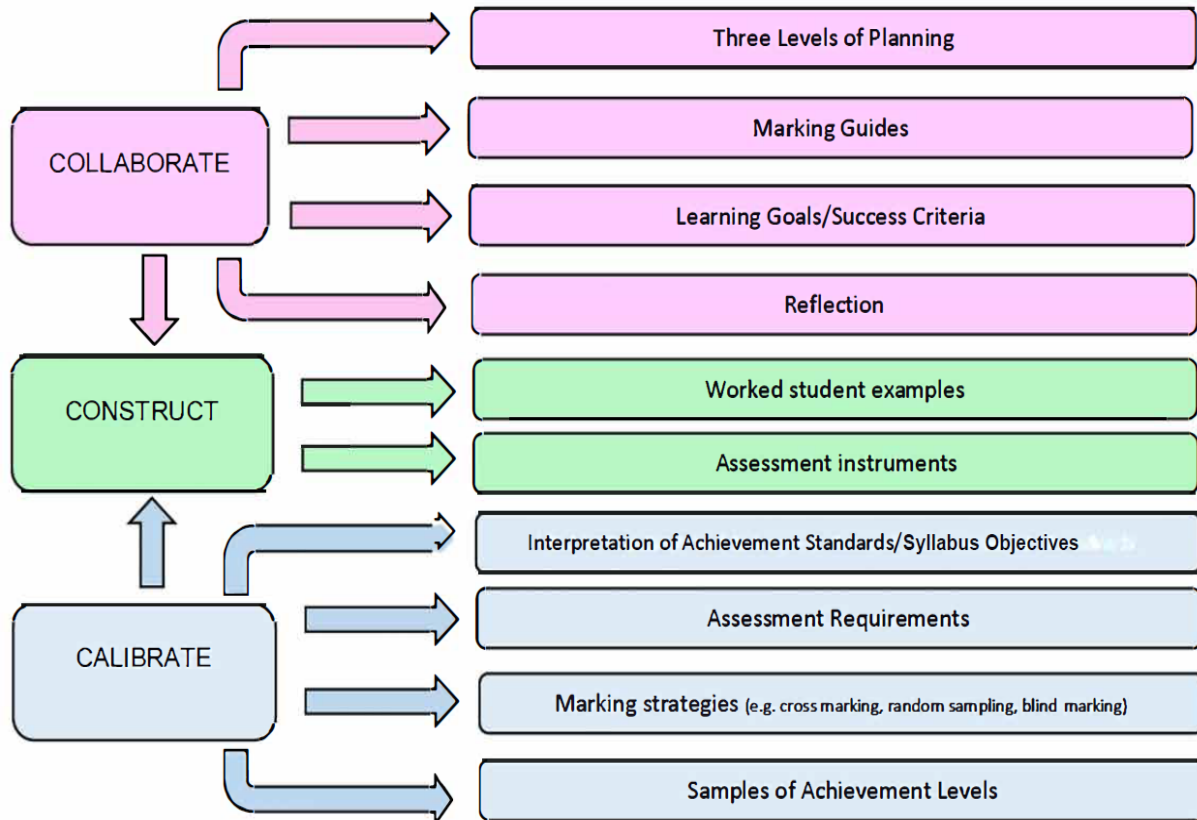 Three Levels of Planning
COLLABORATE
Marking Guides
Learning Goals/Success Criteria
Reflection
CONSTRUCT
Worked student examples
Assessment instruments
Interpretation of Achievement Standards/Syllabus Objectives
CALIBRATE
Assessment Requirements
Marking strategies (e.g. cross marking, random sampling, blind marking)
Samples of Achievement Levels